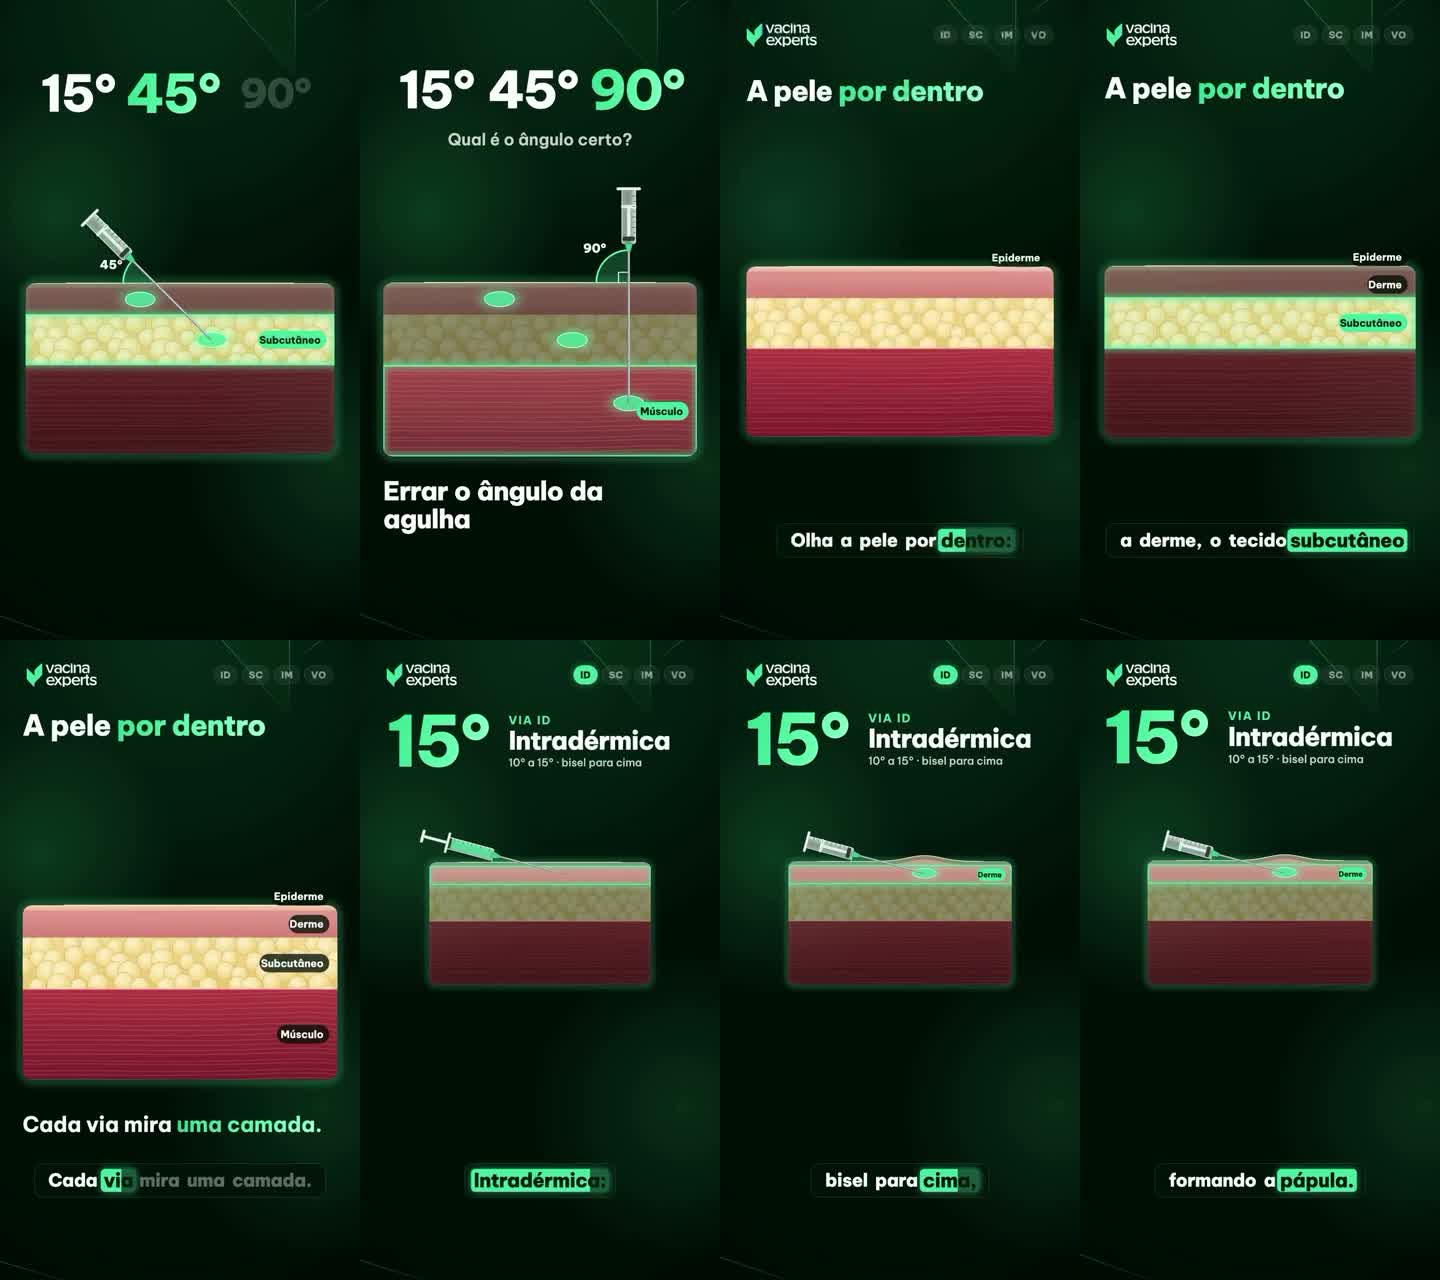 15° 45° 90°
45°
Subcutâneo
15° 45° 90°
Qual é o ângulo certo?
90°
Músculo
Errar o ângulo da
agulha
vacina
experts
ID SC IM VO
A pele por dentro
Epiderme
Olha a pele por dentro:
vacina
experts
ID SC IM VO
A pele por dentro
Epiderme
Derme
Subcutâneo
a derme, o tecido subcutâneo
vacina
experts
ID SC IM VO
A pele por dentro
Epiderme
Derme
Subcutâneo
Músculo
Cada via mira uma camada.
Cada via mira uma camada.
vacina
experts
ID SC IM VO
15°
VIA ID
Intradérmica
10° a 15° · bisel para cima
Intradérmica:
vacina
experts
ID SC IM VO
15°
VIA ID
Intradérmica
10° a 15° · bisel para cima
Derme
bisel para cima,
vacina
experts
ID SC IM VO
15°
VIA ID
Intradérmica
10° a 15° · bisel para cima
Derme
formando a pápula.